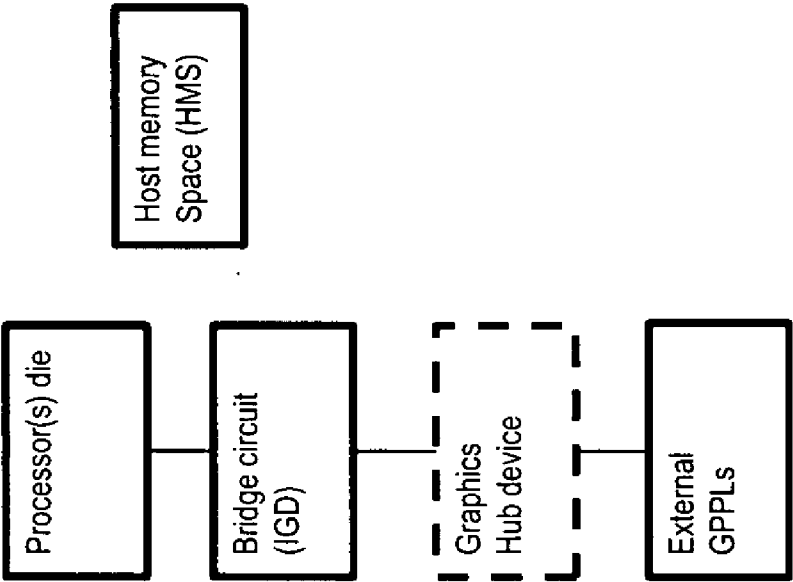 Processor(s) die
Host memory
Space (HMS)
Bridge circuit
(IGD)
Graphics
Hub device
External
GPPLs